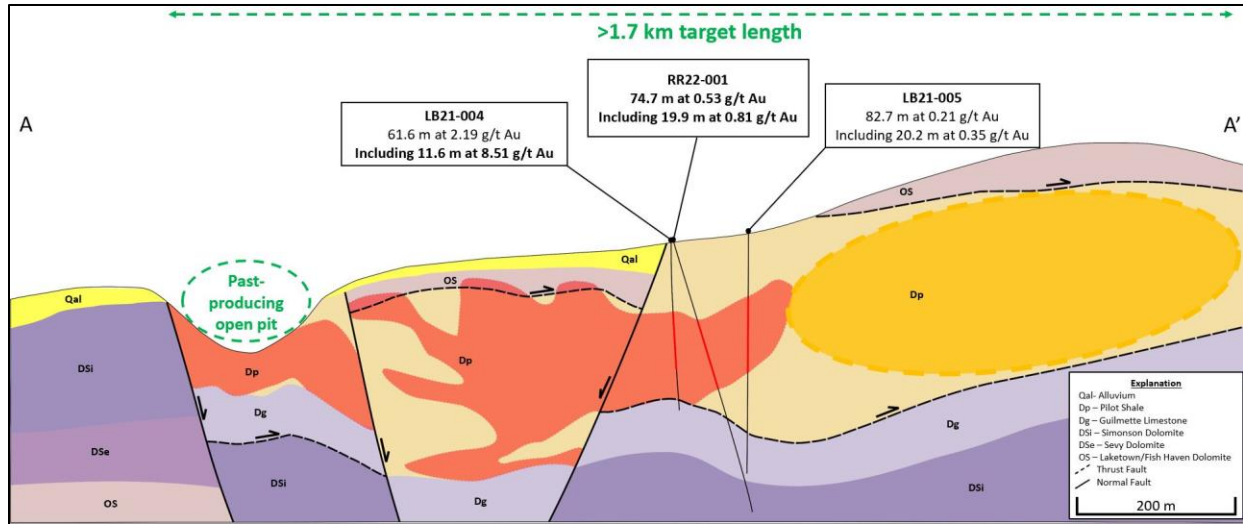 >1.7 km target length
A
A'
LB21-004
61.6 m at 2.19 g/t Au
Including 11.6 m at 8.51 g/t Au
RR22-001
74.7 m at 0.53 g/t Au
Including 19.9 m at 0.81 g/t Au
LB21-005
82.7 m at 0.21 g/t Au
Including 20.2 m at 0.35 g/t Au
OS
Qal
OS
Qal
Past-
producing
open pit
Dp
DSi
Dp
Dp
Dg
Dg
DSe
DSi
OS
Dg
DSi
Explanation
Qal- Alluvium
Dp – Pilot Shale
Dg – Guilmette Limestone
DSi – Simonson Dolomite
DSe – Sevy Dolomite
OS – Laketown/Fish Haven Dolomite
Thrust Fault
Normal Fault
200 m